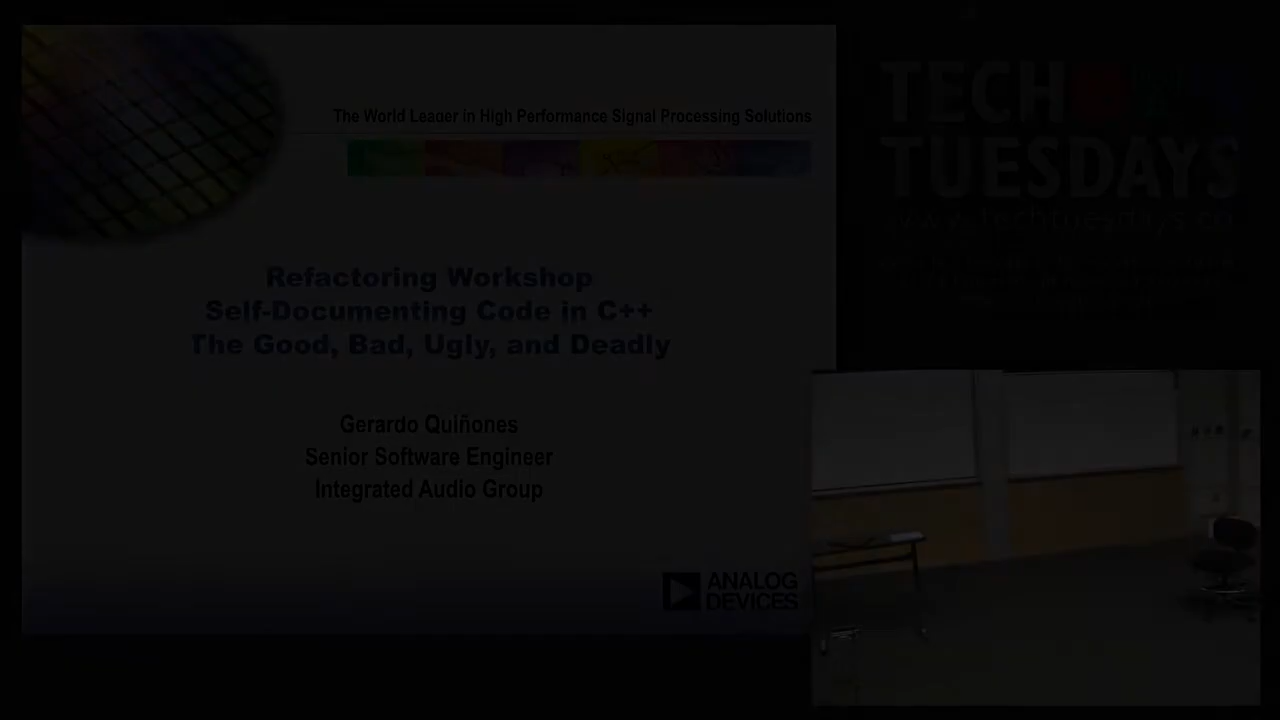 The World Leader in High Performance Signal Processing Solutions
Refactoring Workshop
Self-Documenting Code in C++
The Good, Bad, Ugly, and Deadly
Gerardo Quiñones
Senior Software Engineer
Integrated Audio Group
ANALOG
DEVICES
TECH
TUESDAYS